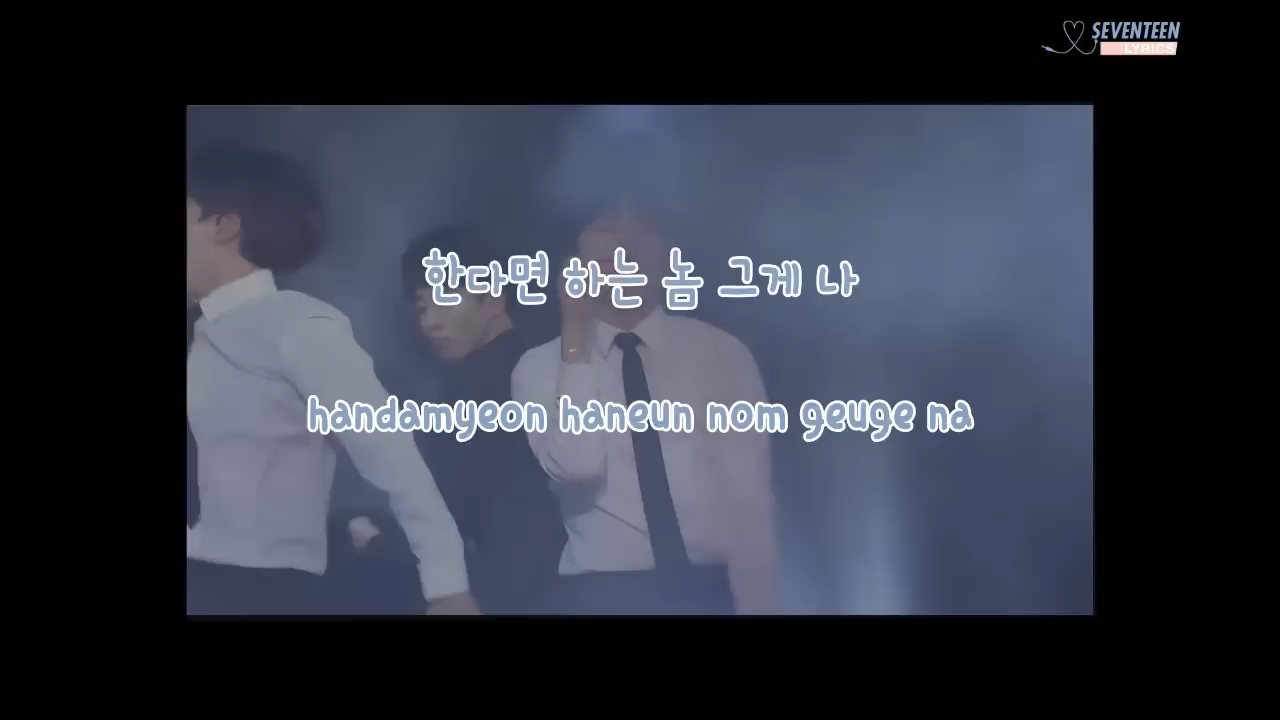 SEVENTEEN
LYRICS
한다면 하는 놈 그게 나
handamyeon haneun nom geuge na